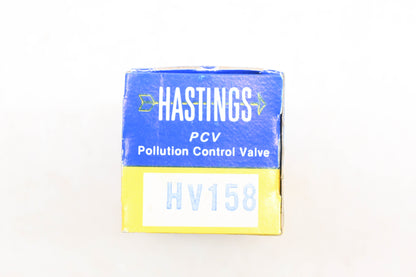 HASTINGS
PCV
Pollution Control Valve
HV158